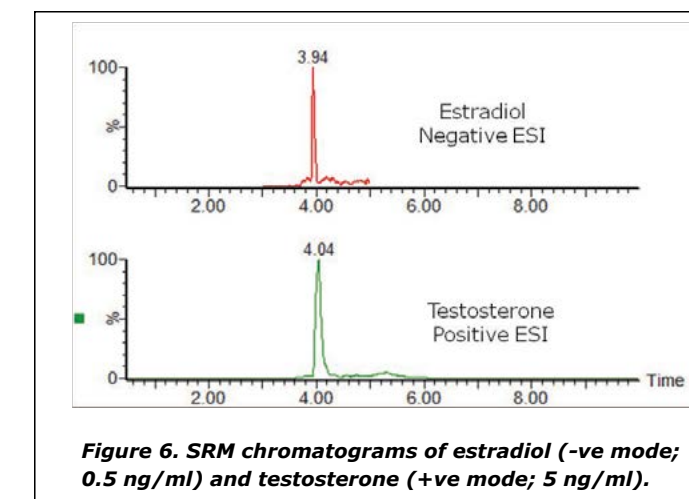 3.94
100
%
0
Estradiol
Negative ESI
2.00 4.00 6.00 8.00
4.04
100
%
0
Testosterone
Positive ESI
Time
2.00 4.00 6.00 8.00
Figure 6. SRM chromatograms of estradiol (-ve mode;
0.5 ng/ml) and testosterone (+ve mode; 5 ng/ml).